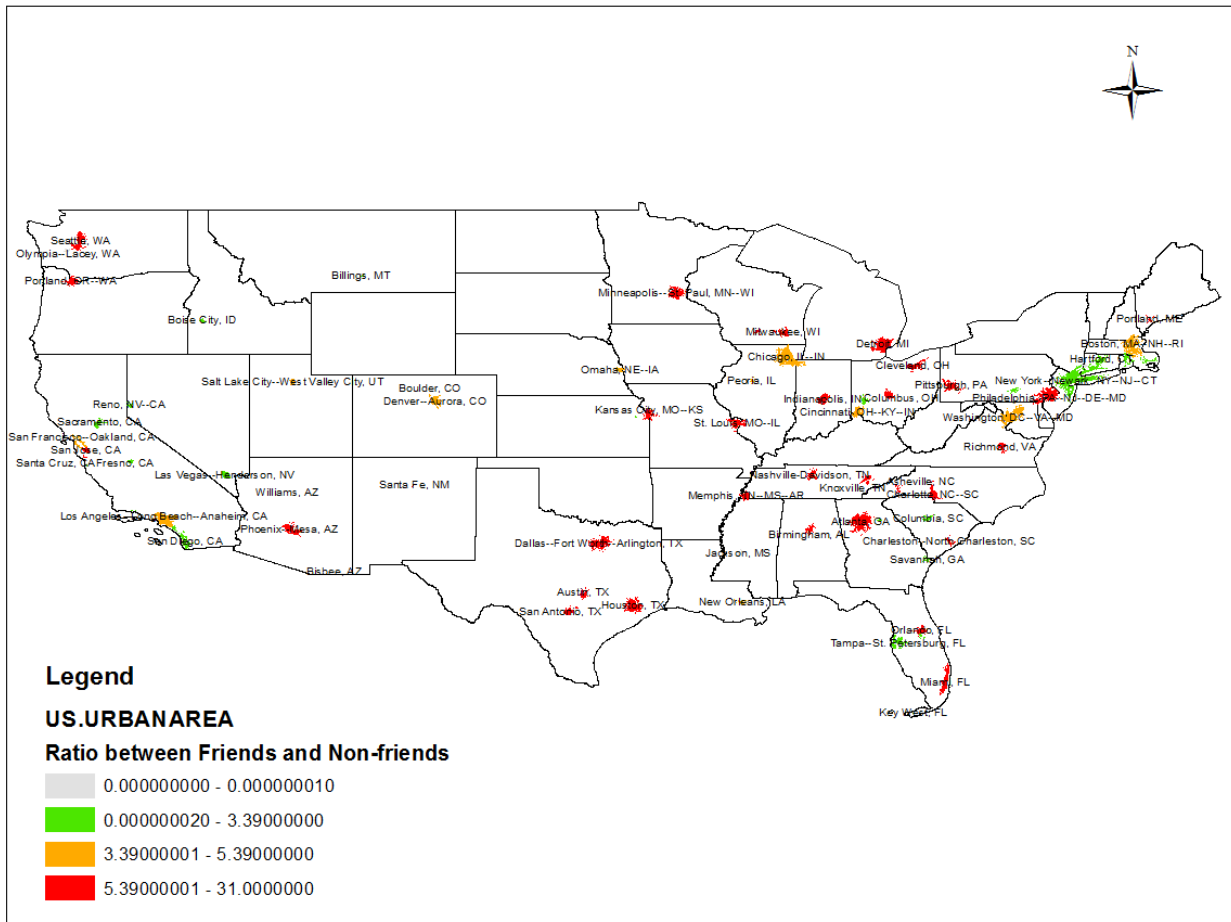 N
Seattle, WA
Olympia--Lacey, WA
Portland, OR--WA
Billings, MT
Minneapolis--St. Paul, MN--WI
Portland, ME
Boise City, ID
Milwaukee, WI
Detroit, MI
Boston, MA--NH--RI
Chicago, IL--IN
Hartford, CT
Cleveland, OH
Omaha, NE--IA
Salt Lake City--West Valley City, UT
Boulder, CO
Peoria, IL
Pittsburgh, PA
New York--Newark, NY--NJ--CT
Denver--Aurora, CO
Indianapolis, IN
Columbus, OH
Philadelphia, PA--NJ--DE--MD
Reno, NV--CA
Kansas City, MO--KS
Cincinnati, OH--KY--IN
Washington, DC--VA--MD
Sacramento, CA
St. Louis, MO--IL
San Francisco--Oakland, CA
Richmond, VA
San Jose, CA
Santa Cruz, CA
Fresno, CA
Las Vegas--Henderson, NV
Nashville-Davidson, TN
Santa Fe, NM
Knoxville, TN
Asheville, NC
Williams, AZ
Memphis, TN--MS--AR
Charlotte, NC--SC
Los Angeles--Long Beach--Anaheim, CA
Columbia, SC
Phoenix--Mesa, AZ
Atlanta, GA
Birmingham, AL
San Diego, CA
Dallas--Fort Worth--Arlington, TX
Charleston--North Charleston, SC
Jackson, MS
Savannah, GA
Bisbee, AZ
Austin, TX
New Orleans, LA
Houston, TX
San Antonio, TX
Orlando, FL
Tampa--St. Petersburg, FL
Miami, FL
Key West, FL
Legend
US.URBANAREA
Ratio between Friends and Non-friends
0.000000000 - 0.000000010
0.000000020 - 3.39000000
3.39000001 - 5.39000000
5.39000001 - 31.0000000